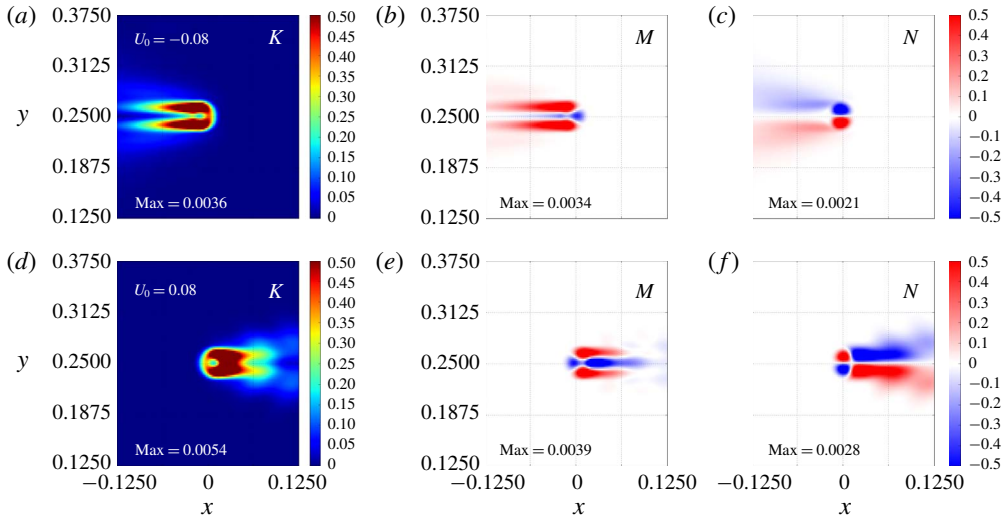 (a) (b) (c)
0.3750
0.3125
0.2500
0.1875
0.1250
y
U0 = −0.08 K
Max = 0.0036
0.50
0.45
0.40
0.35
0.30
0.25
0.20
0.15
0.10
0.05
0
M
Max = 0.0034
N
Max = 0.0021
0.5
0.4
0.3
0.2
0.1
0
−0.1
−0.2
−0.3
−0.4
−0.5
(d) (e) (f)
0.3750
0.3125
0.2500
0.1875
0.1250
y
U0 = 0.08 K
Max = 0.0054
0.50
0.45
0.40
0.35
0.30
0.25
0.20
0.15
0.10
0.05
0
−0.1250 0 0.1250
x
M
Max = 0.0039
0
x
N
Max = 0.0028
0 0.1250
x
0.5
0.4
0.3
0.2
0.1
0
−0.1
−0.2
−0.3
−0.4
−0.5